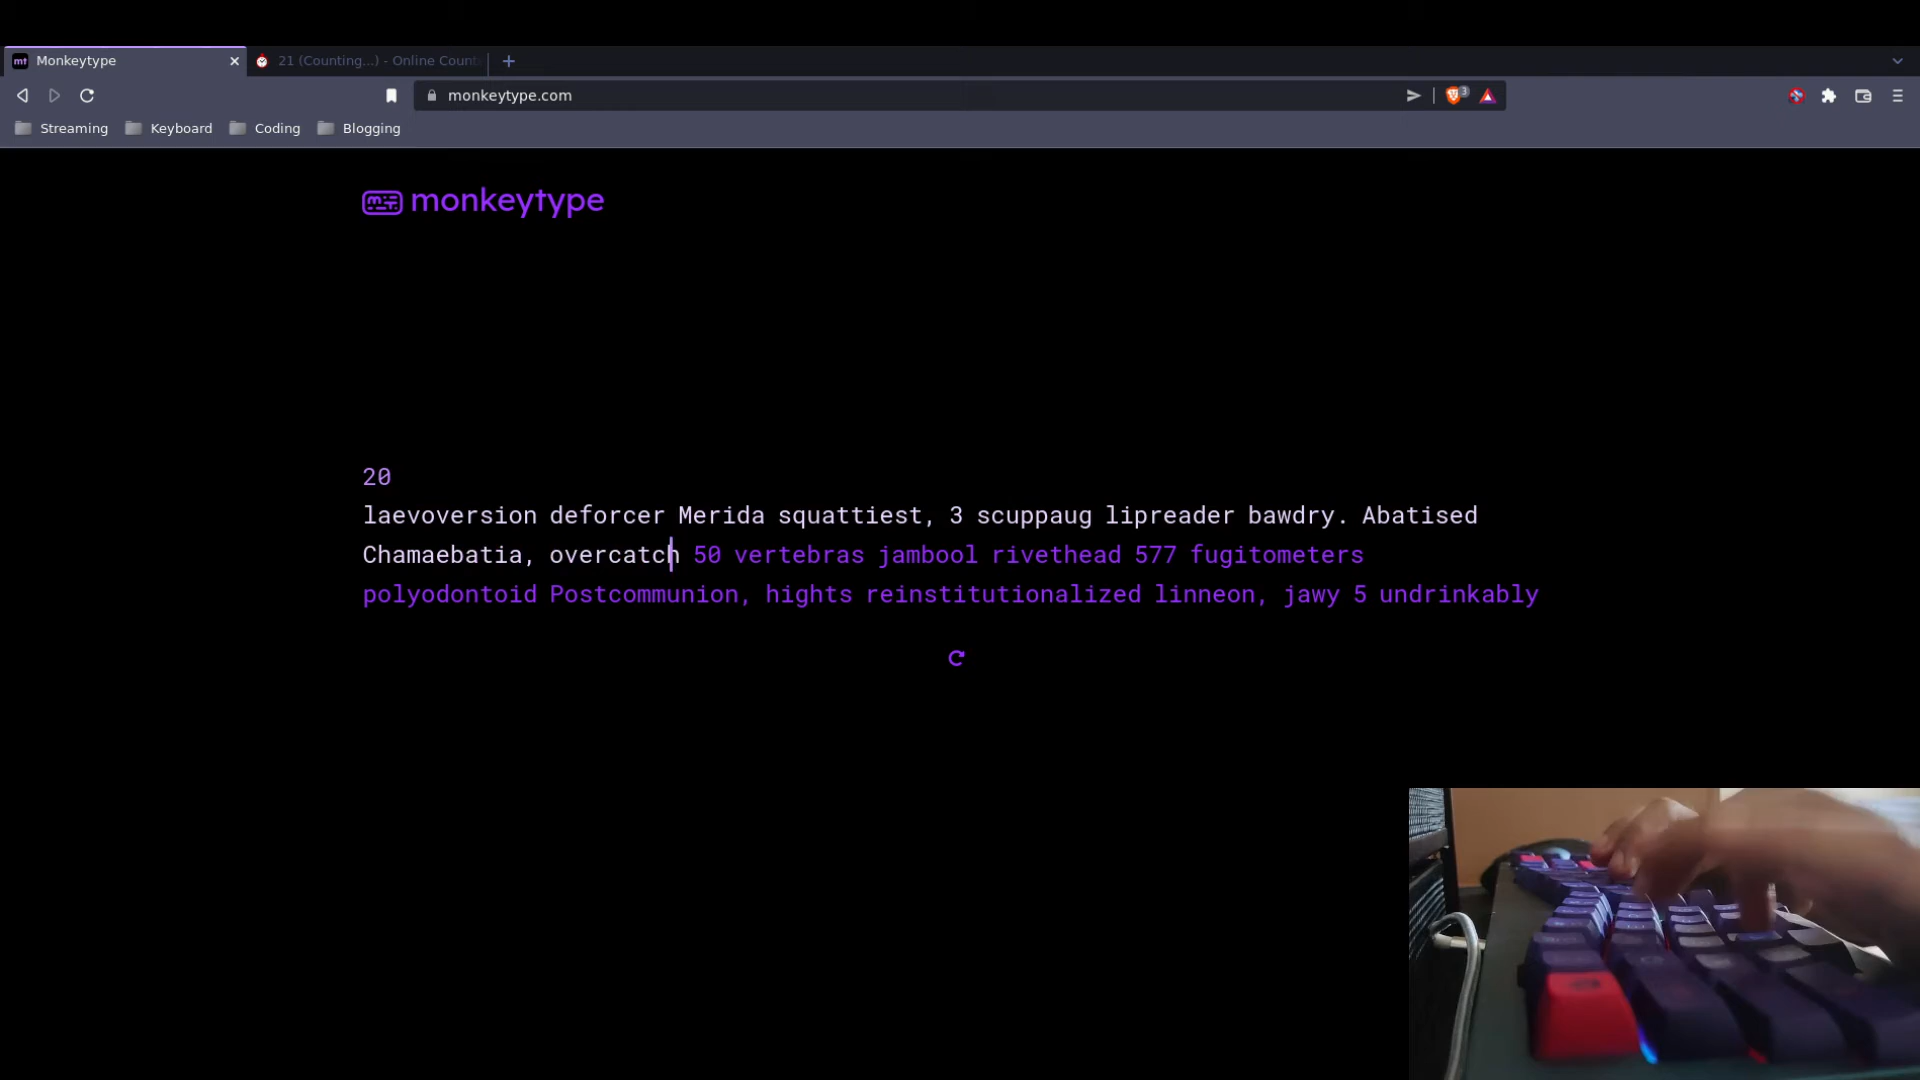 mt Monkeytype
21 (Counting...) - Online Count
monkeytype.com
3
Streaming Keyboard Coding Blogging
monkeytype
20
laevoversion deforcer Merida squattiest, 3 scuppaug lipreader bawdry. Abatised
Chamaebatia, overcatch 50 vertebras jambool rivethead 577 fugitometers
polyodontoid Postcommunion, hights reinstitutionalized linneon, jawy 5 undrinkably